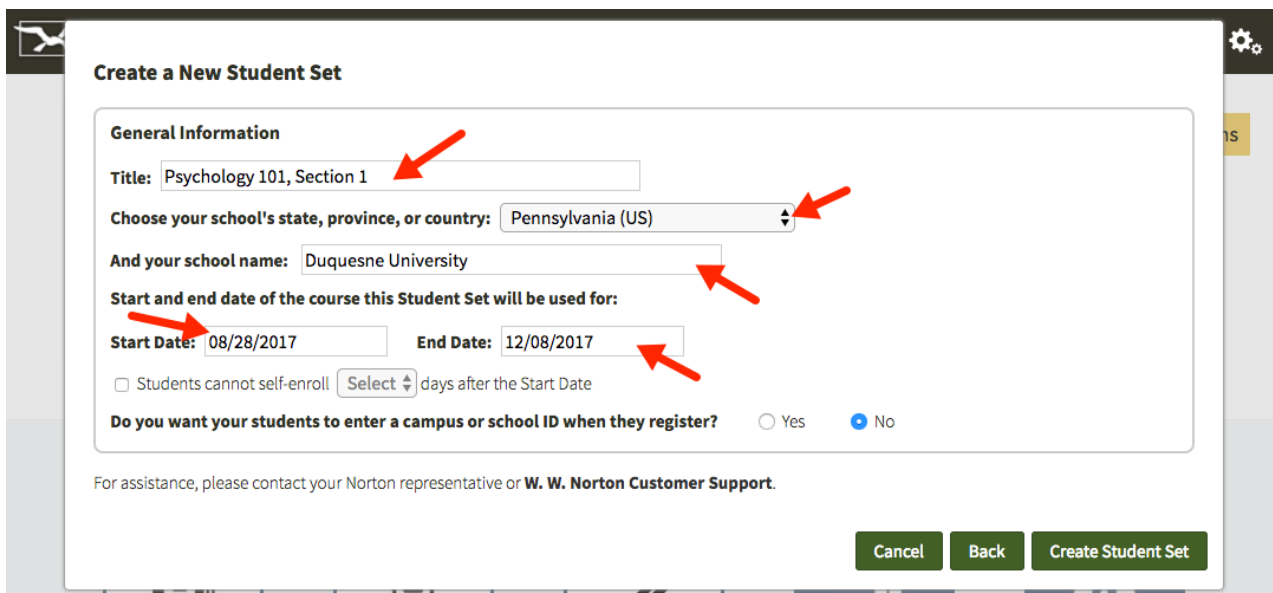 Create a New Student Set
ns
General Information
Title: Psychology 101, Section 1
Choose your school's state, province, or country: Pennsylvania (US)
And your school name: Duquesne University
Start and end date of the course this Student Set will be used for:
Start Date: 08/28/2017 End Date: 12/08/2017
Students cannot self-enroll Select days after the Start Date
Do you want your students to enter a campus or school ID when they register? Yes No
For assistance, please contact your Norton representative or W. W. Norton Customer Support.
Cancel Back Create Student Set